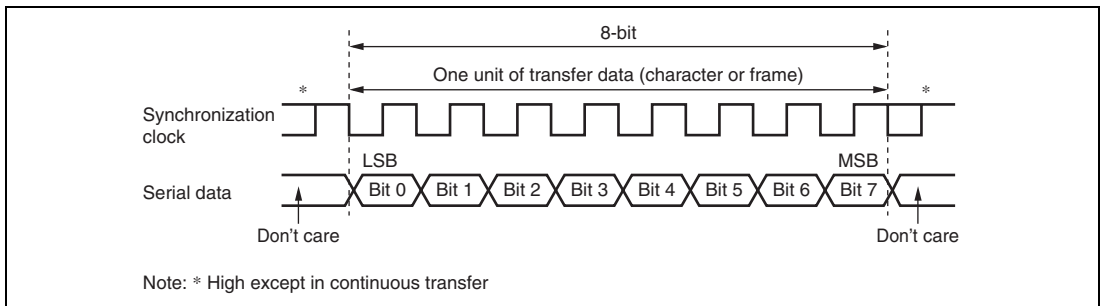 8-bit
One unit of transfer data (character or frame)
*
*
Synchronization
clock
LSB
MSB
Serial data
Bit 0
Bit 1
Bit 2
Bit 3
Bit 4
Bit 5
Bit 6
Bit 7
Don't care
Don't care
Note: * High except in continuous transfer